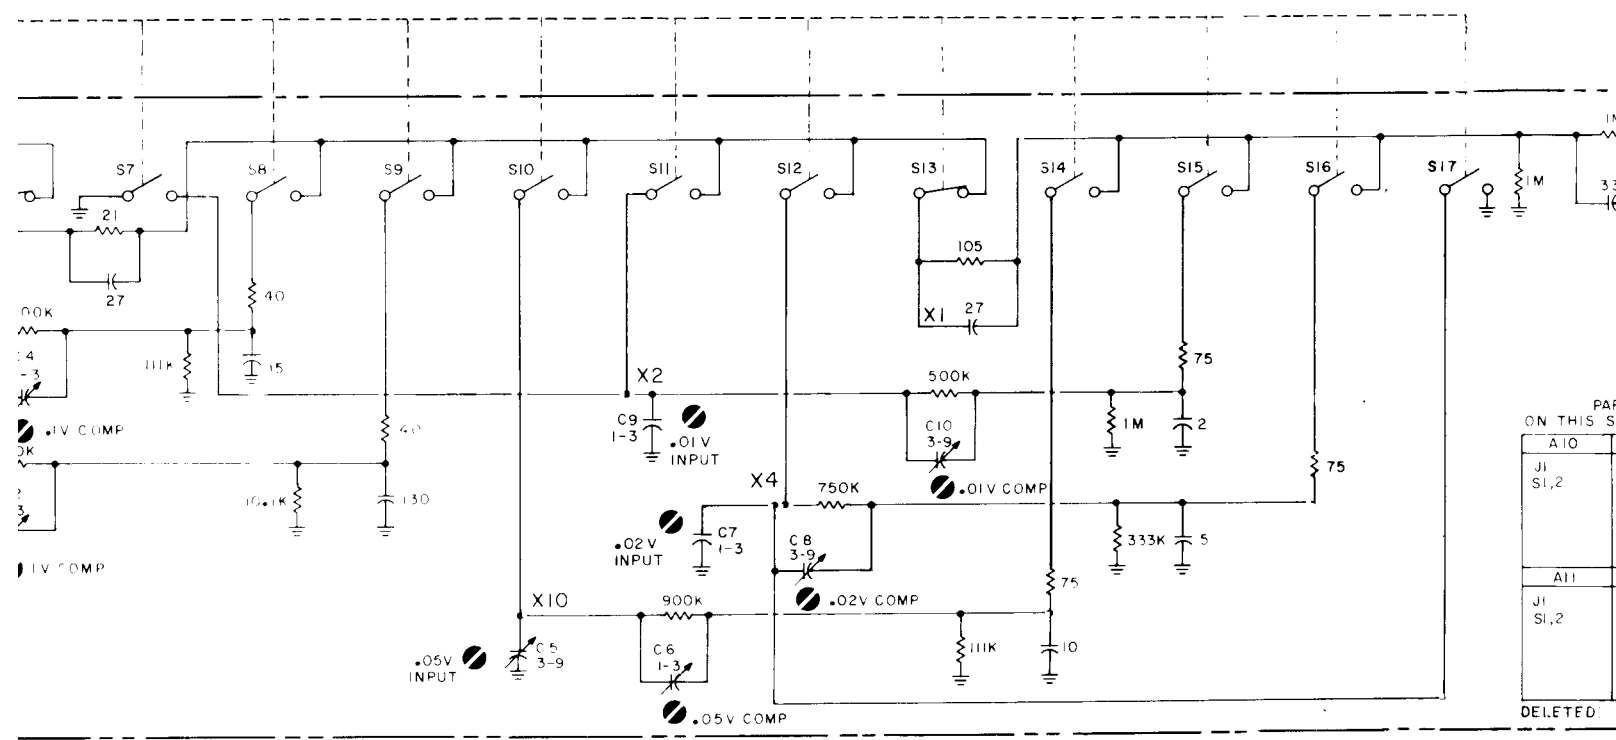 S7
S8
S9
S10
S11
S12
S13
S14
S15
S16
S17
1M
21
27
40
105
X1 27
75
111K
X2
500K
C9
1-3
.01V
INPUT
C10
3-9
1M
2
.1V COMP
40
.01V COMP
75
PAR
ON THIS S
A10
J1
S1,2
10.1K
130
X4
750K
.02V
INPUT
C7
1-3
C8
3-9
333K
5
1V COMP
.02V COMP
75
A11
J1
S1,2
X10
900K
.05V
INPUT
C5
3-9
C6
1-3
111K
10
.05V COMP
DELETED: